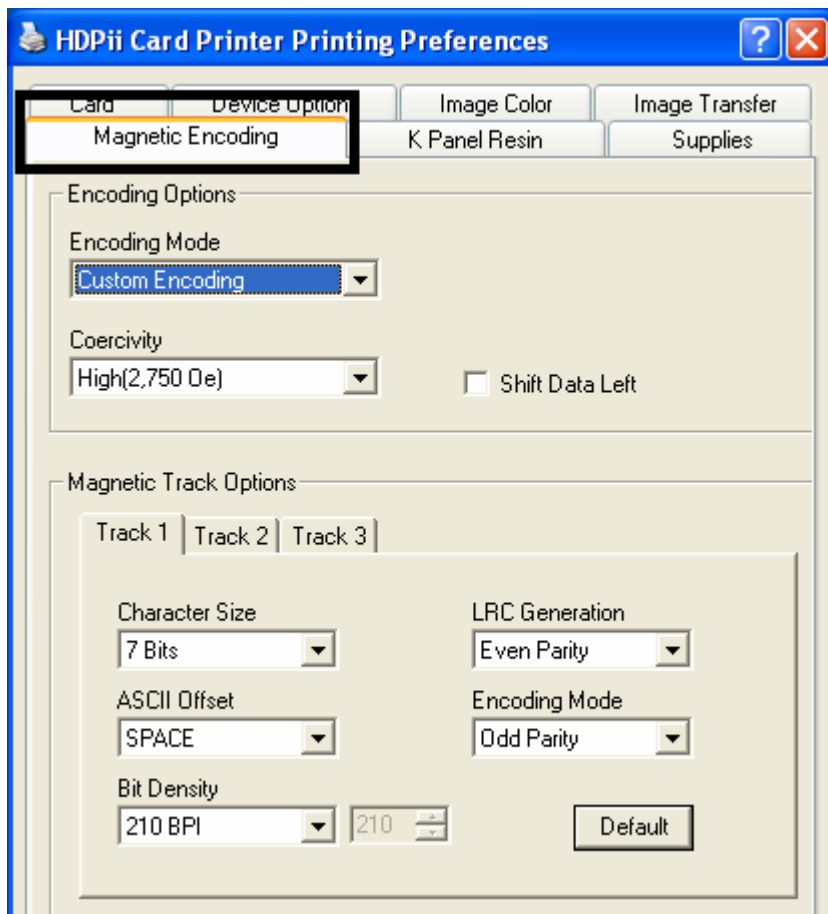 HDPii Card Printer Printing Preferences
Card Device Option Image Color Image Transfer
Magnetic Encoding K Panel Resin Supplies
Encoding Options
Encoding Mode
Custom Encoding
Coercivity
High(2,750 Oe)
Shift Data Left
Magnetic Track Options
Track 1 Track 2 Track 3
Character Size LRC Generation
7 Bits Even Parity
ASCII Offset Encoding Mode
SPACE Odd Parity
Bit Density
210 BPI 210 Default